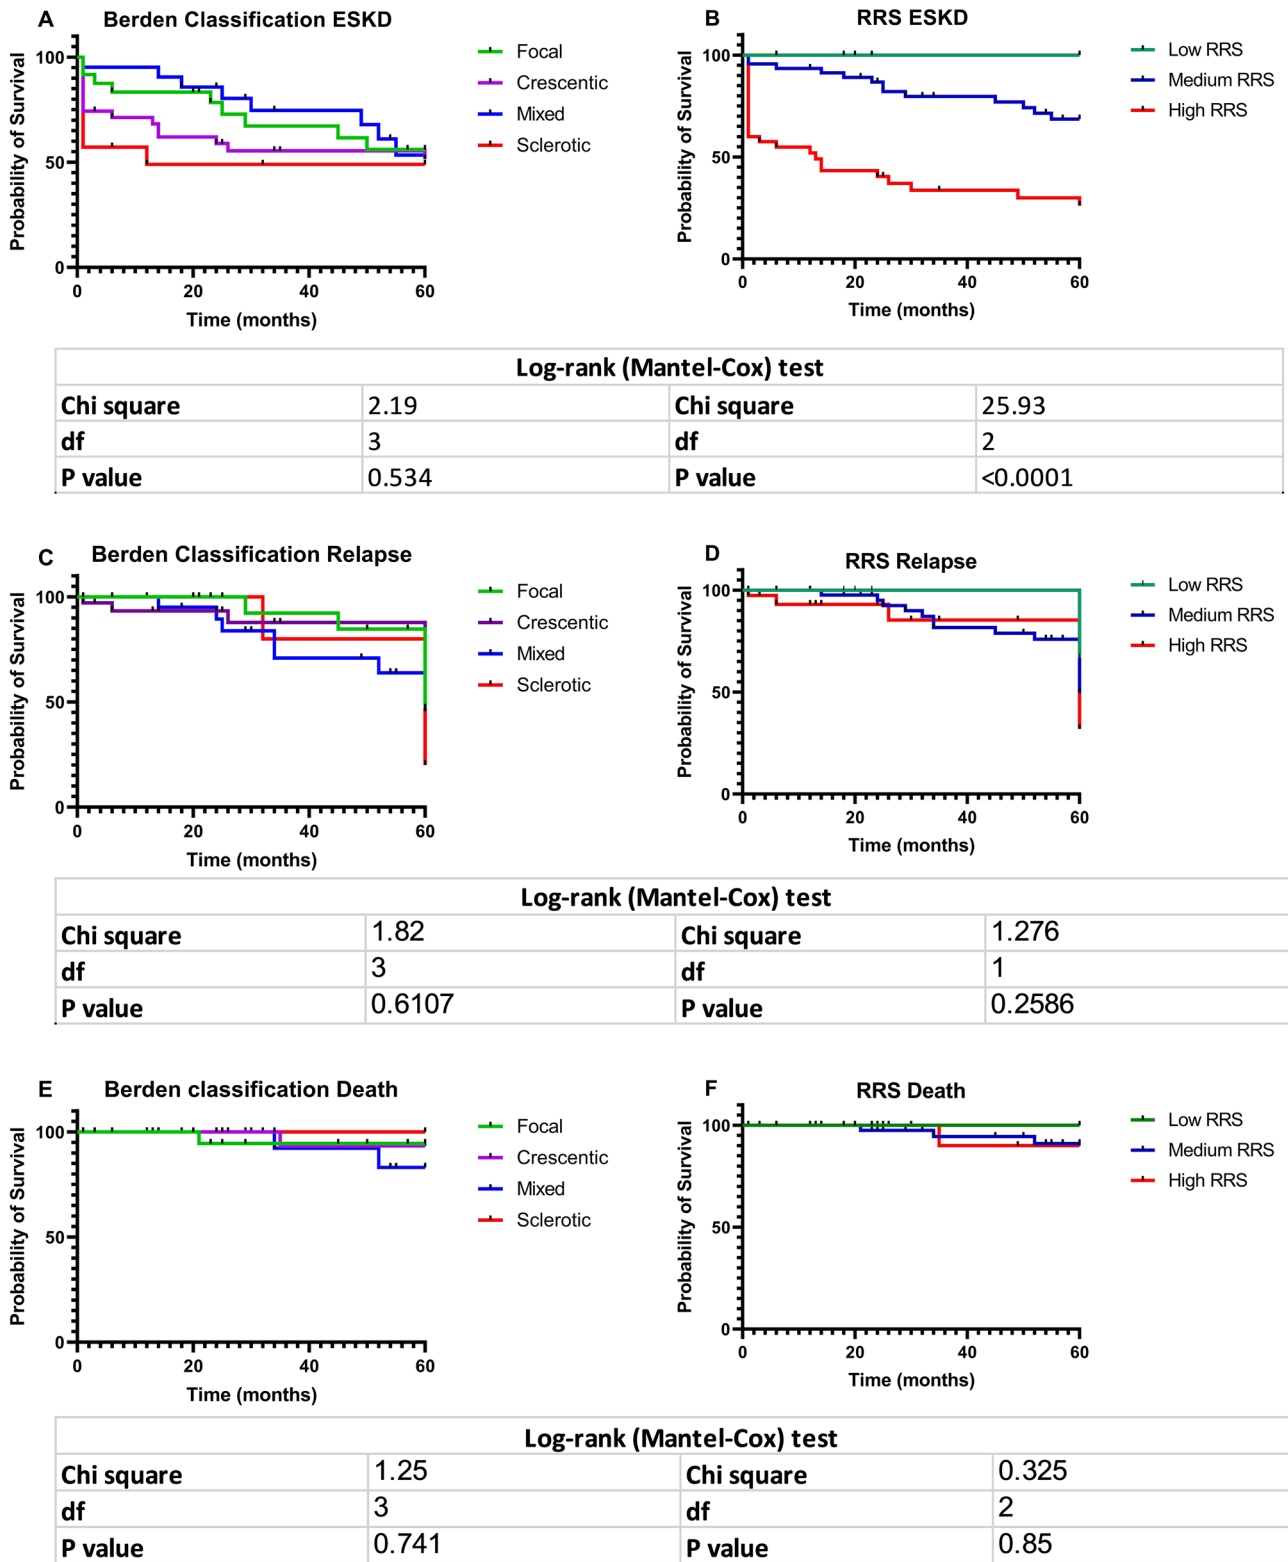 A
Berden Classification ESKD
Probability of Survival
100
50
0
0 20 40 60
Time (months)
Focal
Crescentic
Mixed
Sclerotic
B
RRS ESKD
Probability of Survival
100
50
0
0 20 40 60
Time (months)
Low RRS
Medium RRS
High RRS
Log-rank (Mantel-Cox) test
Chi square 2.19 Chi square 25.93
df 3 df 2
P value 0.534 P value <0.0001
C
Berden Classification Relapse
Probability of Survival
100
50
0
0 20 40 60
Time (months)
Focal
Crescentic
Mixed
Sclerotic
D
RRS Relapse
Probability of Survival
100
50
0
0 20 40 60
Time (months)
Low RRS
Medium RRS
High RRS
Log-rank (Mantel-Cox) test
Chi square 1.82 Chi square 1.276
df 3 df 1
P value 0.6107 P value 0.2586
E
Berden classification Death
Probability of Survival
100
50
0
0 20 40 60
Time (months)
Focal
Crescentic
Mixed
Sclerotic
F
RRS Death
Probability of Survival
100
50
0
0 20 40 60
Time (months)
Low RRS
Medium RRS
High RRS
Log-rank (Mantel-Cox) test
Chi square 1.25 Chi square 0.325
df 3 df 2
P value 0.741 P value 0.85